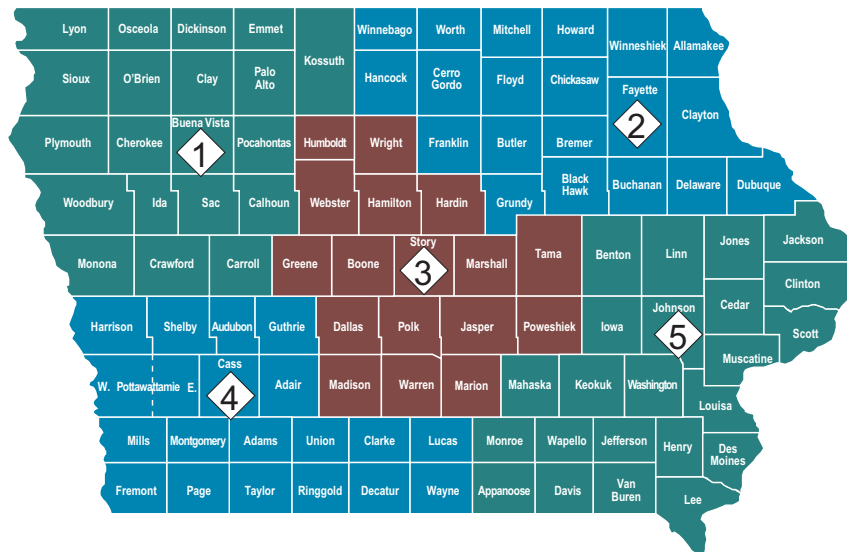 Lyon
Osceola
Dickinson
Emmet
Kossuth
Winnebago
Worth
Mitchell
Howard
Winneshiek
Allamakee
Sioux
O'Brien
Clay
Palo
Alto
Hancock
Cerro
Gordo
Floyd
Chickasaw
Fayette
2
Clayton
Plymouth
Cherokee
Buena Vista
1
Pocahontas
Humboldt
Wright
Franklin
Butler
Bremer
Woodbury
Ida
Sac
Calhoun
Webster
Hamilton
Hardin
Grundy
Black
Hawk
Buchanan
Delaware
Dubuque
Monona
Crawford
Carroll
Greene
Boone
Story
3
Marshall
Tama
Benton
Linn
Jones
Jackson
Clinton
Harrison
Shelby
Audubon
Guthrie
Dallas
Polk
Jasper
Poweshiek
Iowa
Johnson
5
Cedar
Scott
Muscatine
W. Pottawattamie E.
Cass
4
Adair
Madison
Warren
Marion
Mahaska
Keokuk
Washington
Louisa
Mills
Montgomery
Adams
Union
Clarke
Lucas
Monroe
Wapello
Jefferson
Henry
Des
Moines
Fremont
Page
Taylor
Ringgold
Decatur
Wayne
Appanoose
Davis
Van
Buren
Lee